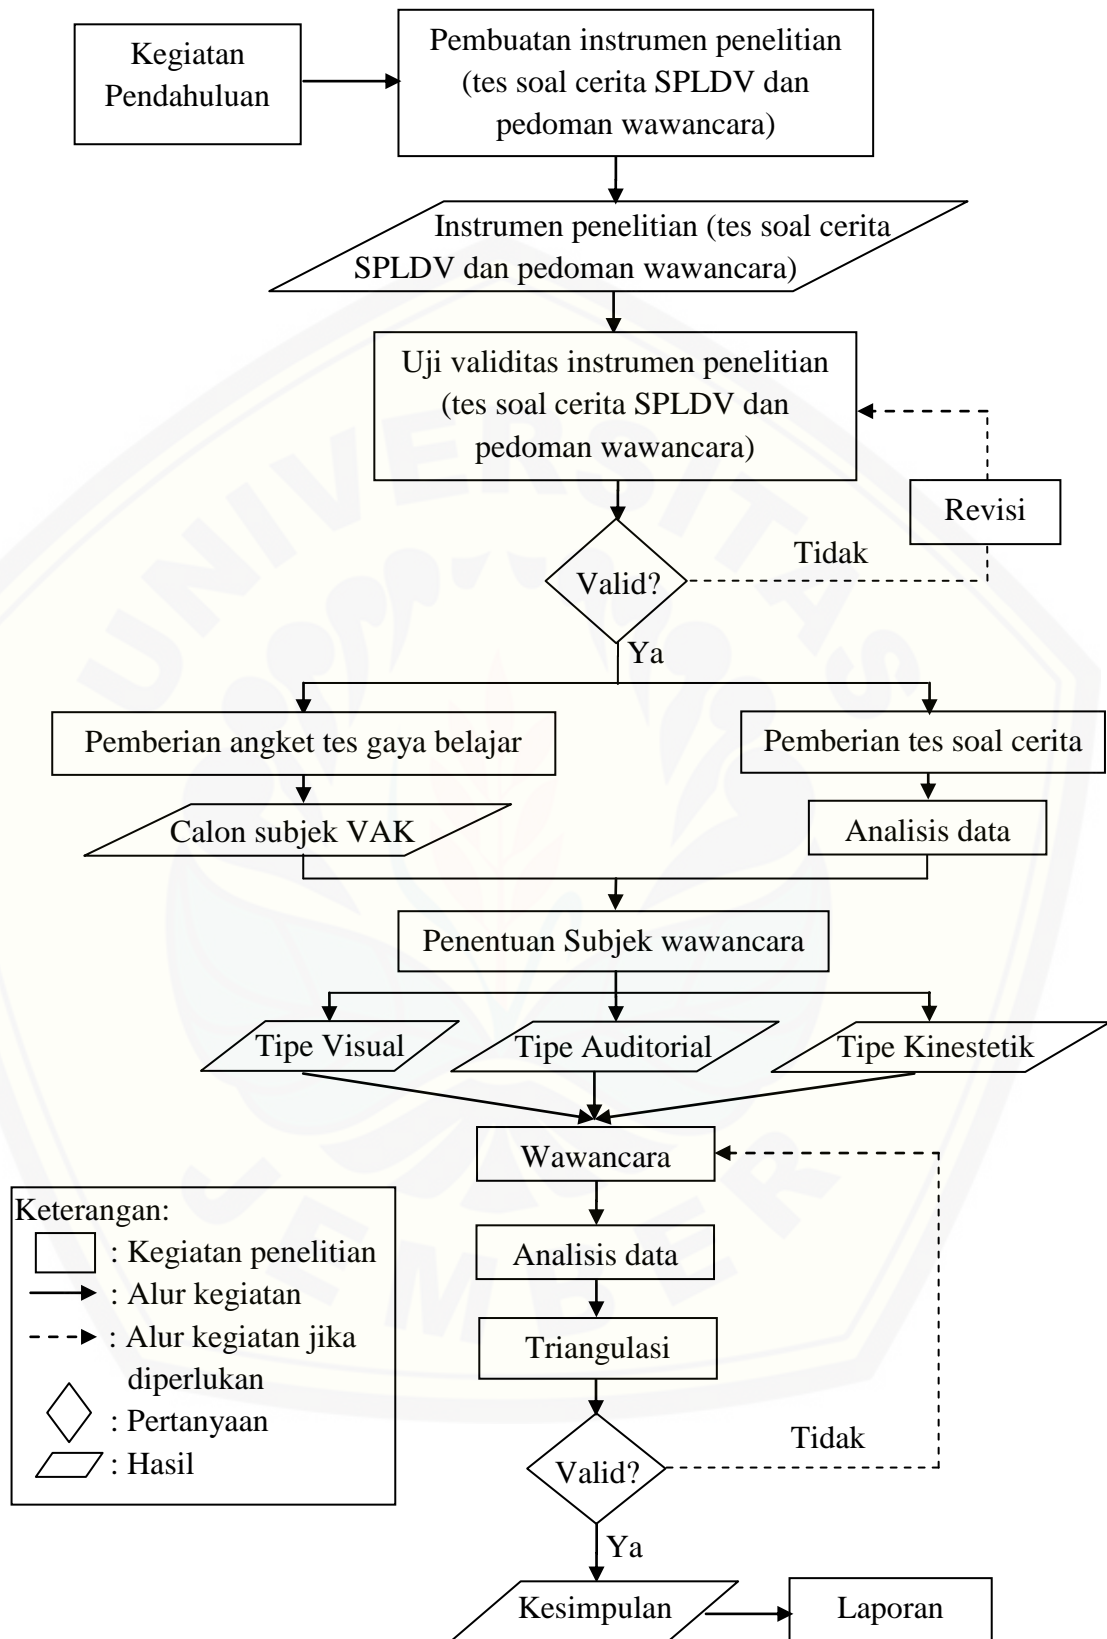 Kegiatan
Pendahuluan
Pembuatan instrumen penelitian
(tes soal cerita SPLDV dan
pedoman wawancara)
Instrumen penelitian (tes soal cerita
SPLDV dan pedoman wawancara)
Uji validitas instrumen penelitian
(tes soal cerita SPLDV dan
pedoman wawancara)
Revisi
Tidak
Valid?
Ya
Pemberian angket tes gaya belajar
Pemberian tes soal cerita
Calon subjek VAK
Analisis data
Penentuan Subjek wawancara
Tipe Visual
Tipe Auditorial
Tipe Kinestetik
Wawancara
Analisis data
Triangulasi
Tidak
Valid?
Ya
Kesimpulan
Laporan
Keterangan:
: Kegiatan penelitian
: Alur kegiatan
: Alur kegiatan jika
diperlukan
: Pertanyaan
: Hasil
UNIVERSITAS
JEMBER